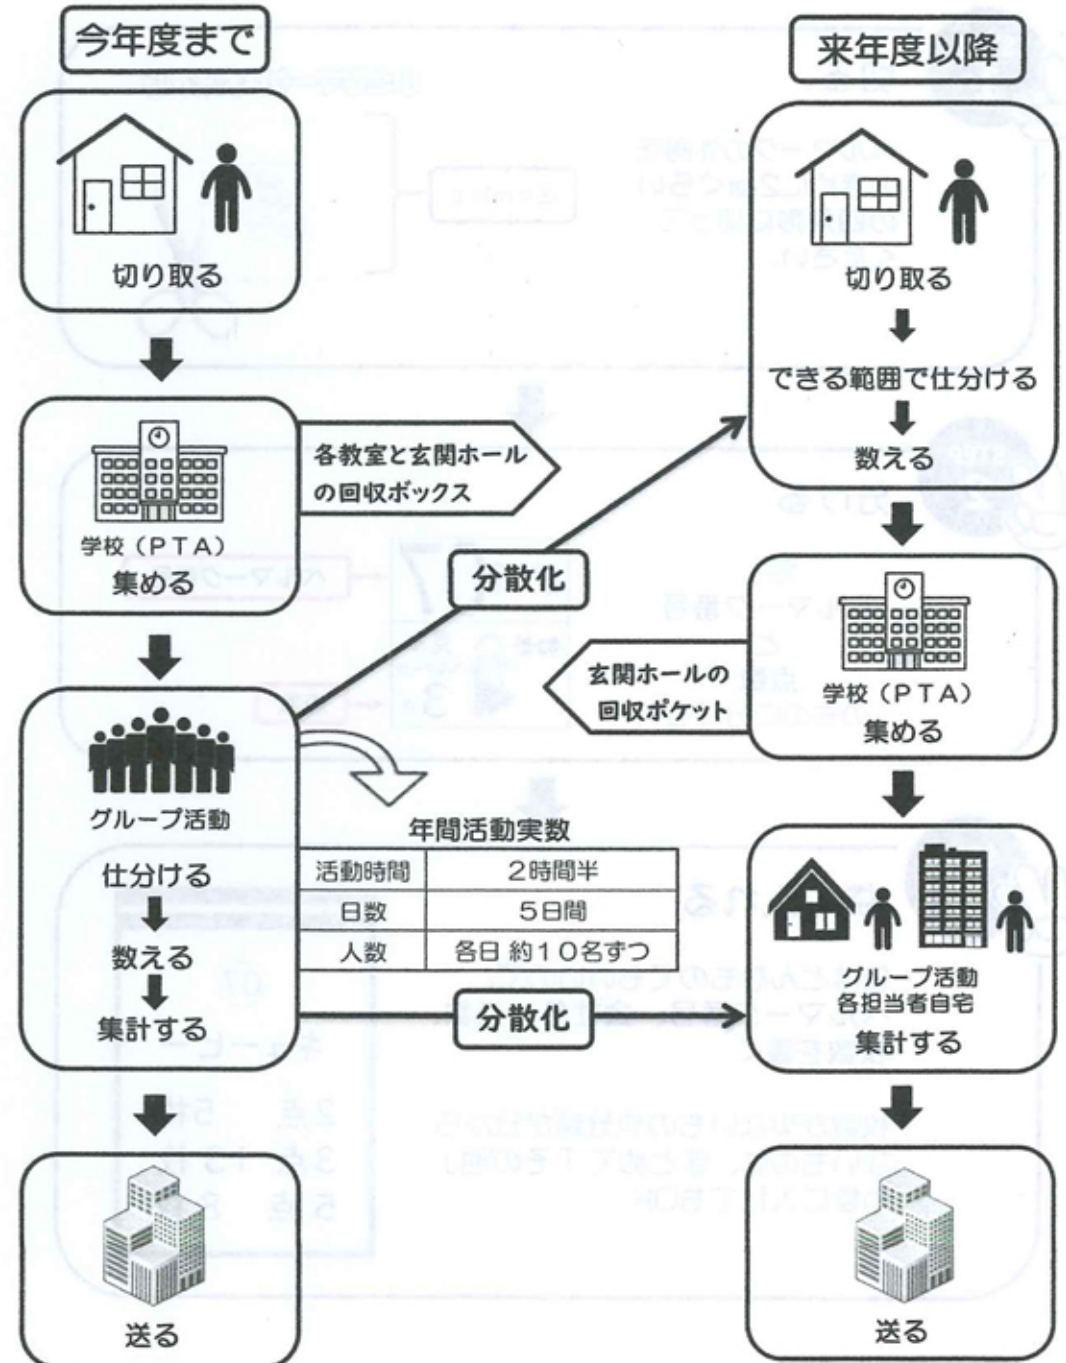 今年度まで
切り取る
学校（PTA）
集める
各教室と玄関ホール
の回収ボックス
グループ活動
仕分ける
数える
集計する
年間活動実数
活動時間 2時間半
日数 5日間
人数 各日 約10名ずつ
送る
分散化
分散化
来年度以降
切り取る
できる範囲で仕分ける
数える
学校（PTA）
集める
玄関ホールの
回収ポケット
グループ活動
各担当者自宅
集計する
送る